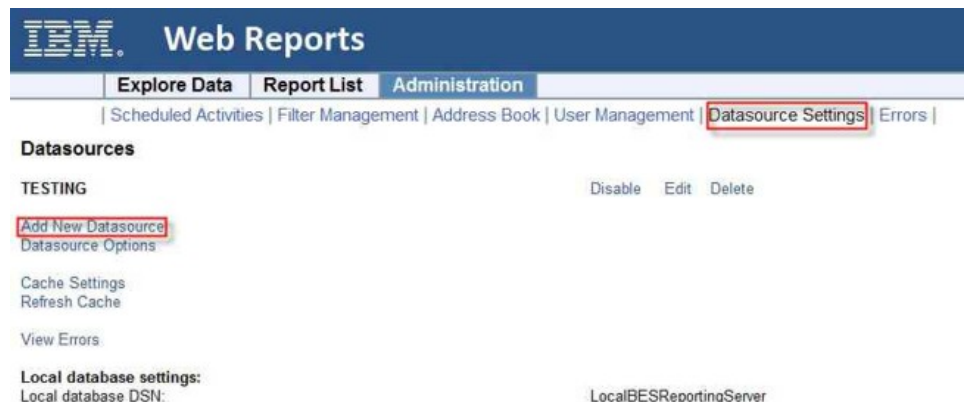 IBM. Web Reports
Explore Data Report List Administration
| Scheduled Activities | Filter Management | Address Book | User Management | Datasource Settings | Errors |
Datasources
TESTING Disable Edit Delete
Add New Datasource
Datasource Options
Cache Settings
Refresh Cache
View Errors
Local database settings:
Local database DSN: LocalBESReportingServer